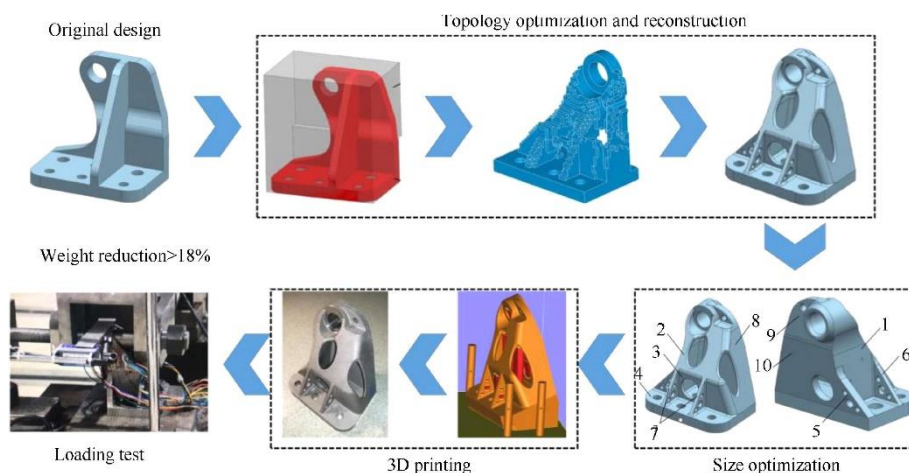 Topology optimization and reconstruction
Original design
Weight reduction>18%
2
3
4
7
8
9
10
1
6
5
Loading test
3D printing
Size optimization